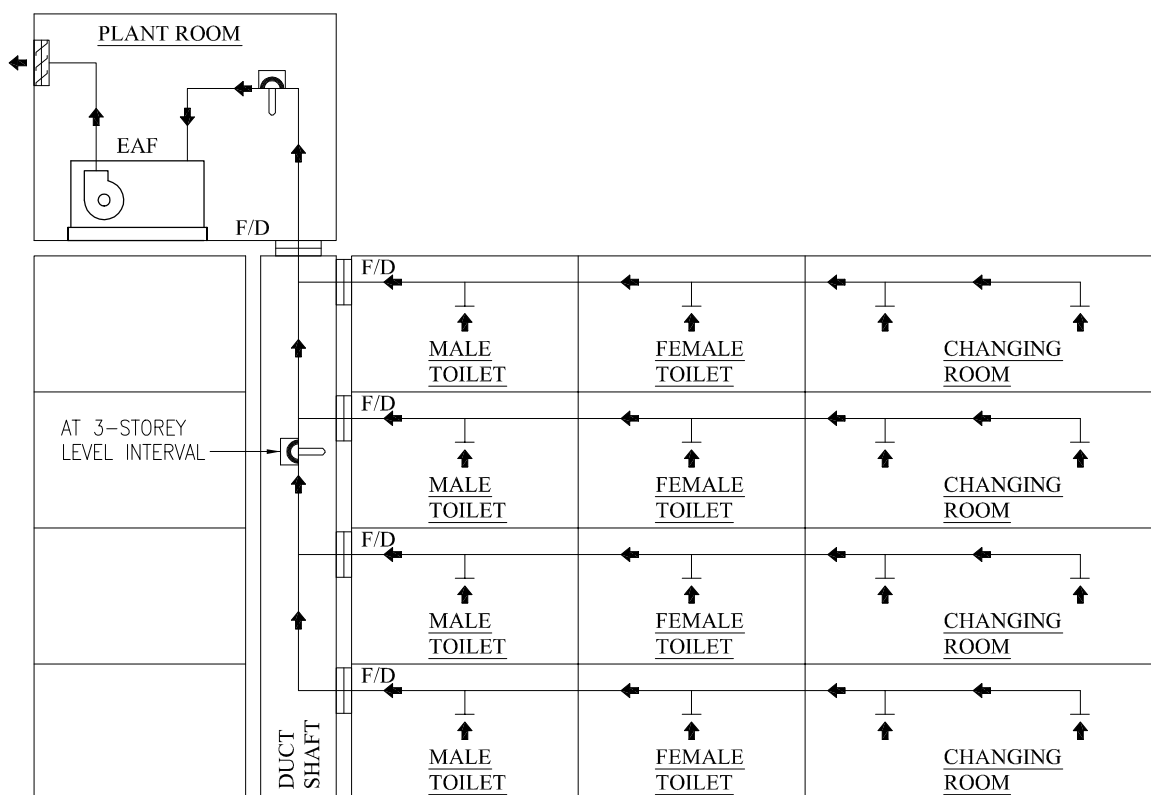 PLANT ROOM
EAF
F/D
F/D
MALE
TOILET
FEMALE
TOILET
CHANGING
ROOM
AT 3-STOREY
LEVEL INTERVAL
F/D
MALE
TOILET
FEMALE
TOILET
CHANGING
ROOM
F/D
MALE
TOILET
FEMALE
TOILET
CHANGING
ROOM
F/D
MALE
TOILET
FEMALE
TOILET
CHANGING
ROOM
DUCT
SHAFT